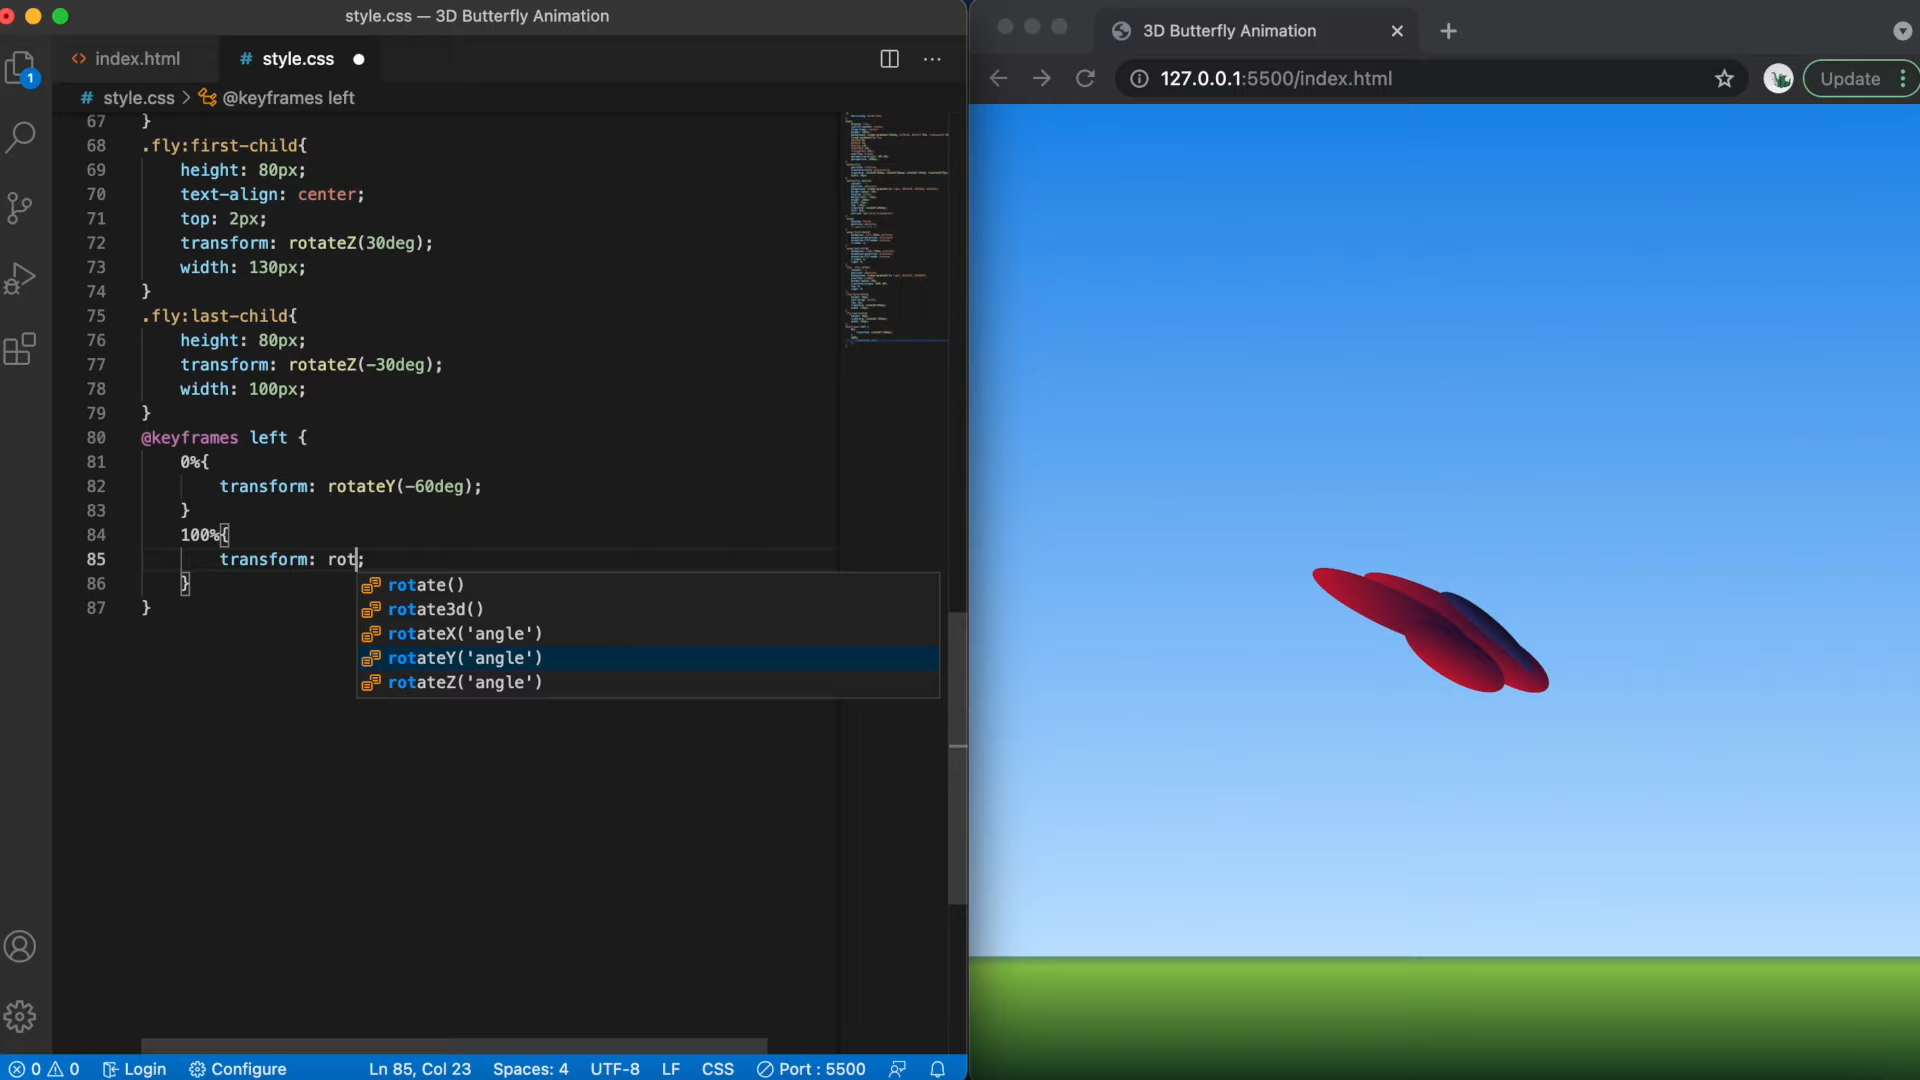 style.css — 3D Butterfly Animation
index.html
style.css
style.css > @keyframes left
1
67 }
68 .fly:first-child{
69 height: 80px;
70 text-align: center;
71 top: 2px;
72 transform: rotateZ(30deg);
73 width: 130px;
74 }
75 .fly:last-child{
76 height: 80px;
77 transform: rotateZ(-30deg);
78 width: 100px;
79 }
80 @keyframes left {
81 0%{
82 transform: rotateY(-60deg);
83 }
84 100%{
85 transform: rot;
86 }
87 }
rotate()
rotate3d()
rotateX('angle')
rotateY('angle')
rotateZ('angle')
0 0 Login Configure Ln 85, Col 23 Spaces: 4 UTF-8 LF CSS Port : 5500
3D Butterfly Animation
127.0.0.1:5500/index.html
Update